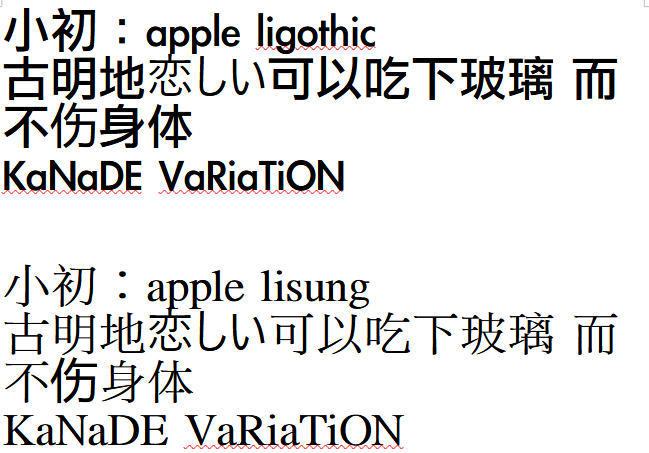 小初：apple ligothic
古明地恋しい可以吃下玻璃 而
不伤身体
KaNaDE VaRiaTiON
小初：apple lisung
古明地恋しい可以吃下玻璃 而
不伤身体
KaNaDE VaRiaTiON